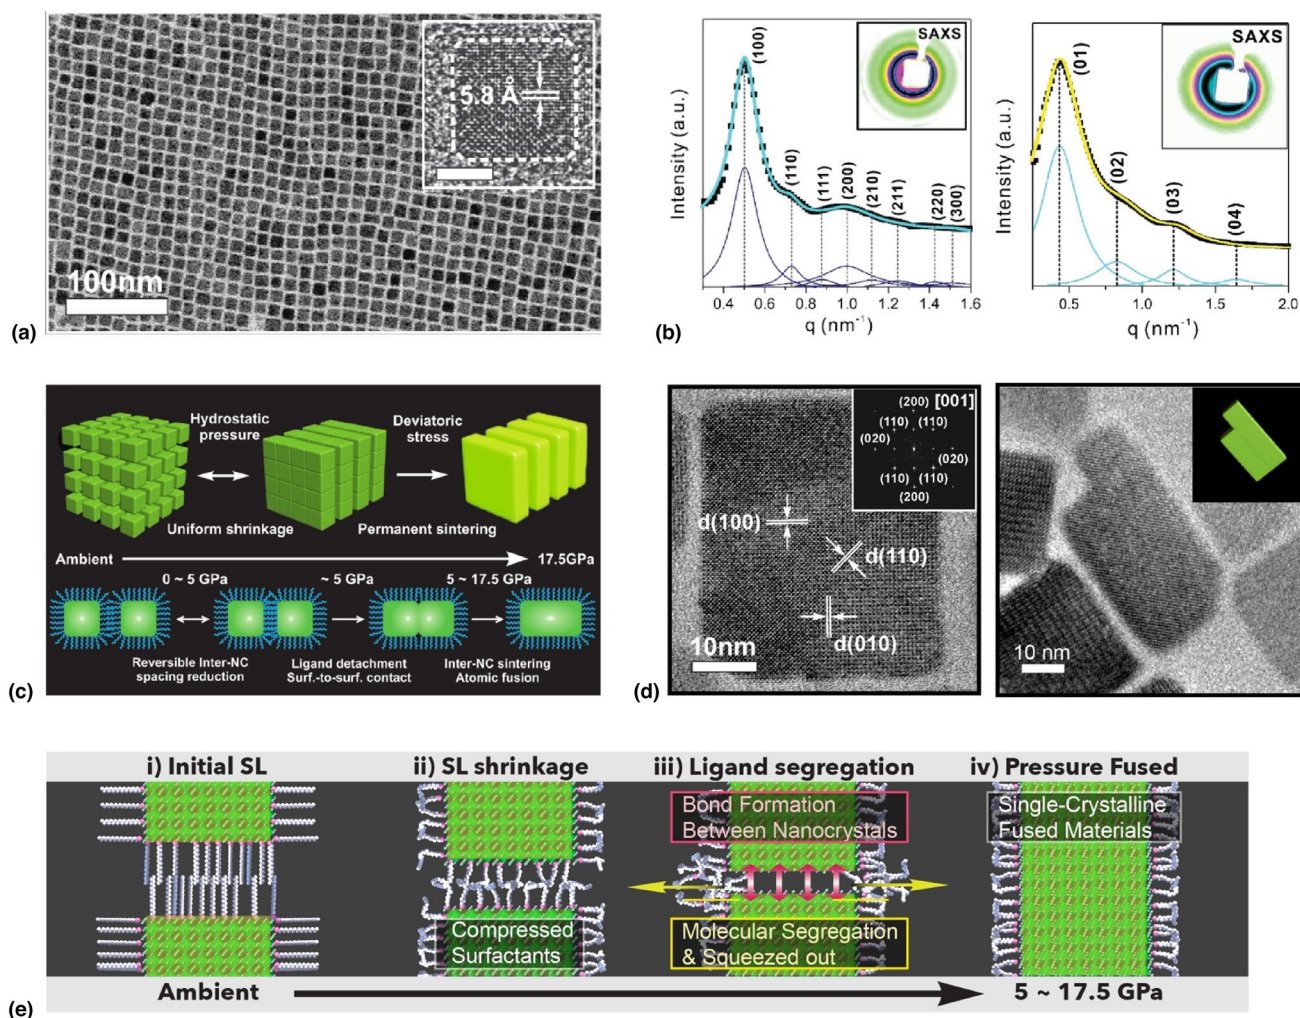 5.8 Å
100nm
(a)
SAXS
(100)
(110)
(111)
(200)
(210)
(211)
(220)
(300)
Intensity (a.u.)
0.4 0.6 0.8 1.0 1.2 1.4 1.6
q (nm⁻¹)
(b)
SAXS
(01)
(02)
(03)
(04)
Intensity (a.u.)
0.5 1.0 1.5 2.0
q (nm⁻¹)
Hydrostatic
pressure
Deviatoric
stress
Uniform shrinkage
Permanent sintering
Ambient
17.5GPa
0 ~ 5 GPa
~ 5 GPa
5 ~ 17.5 GPa
Reversible Inter-NC
spacing reduction
Ligand detachment
Surf.-to-surf. contact
Inter-NC sintering
Atomic fusion
(c)
(200) [001]
(110) (110)
(020)
(020)
(110) (110)
(200)
d(100)
d(110)
d(010)
10nm
10 nm
(d)
i) Initial SL
ii) SL shrinkage
iii) Ligand segregation
iv) Pressure Fused
Bond Formation
Between Nanocrystals
Single-Crystalline
Fused Materials
Compressed
Surfactants
Molecular Segregation
& Squeezed out
Ambient
5 ~ 17.5 GPa
(e)